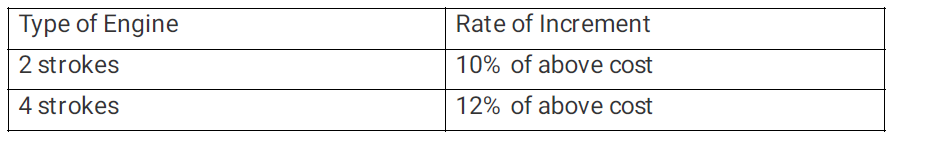 Type of Engine Rate of Increment
2 strokes 10% of above cost
4 strokes 12% of above cost